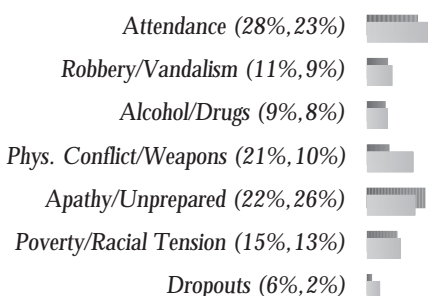 Attendance (28%,23%)
Robbery/Vandalism (11%,9%)
Alcohol/Drugs (9%,8%)
Phys. Conflict/Weapons (21%,10%)
Apathy/Unprepared (22%,26%)
Poverty/Racial Tension (15%,13%)
Dropouts (6%,2%)